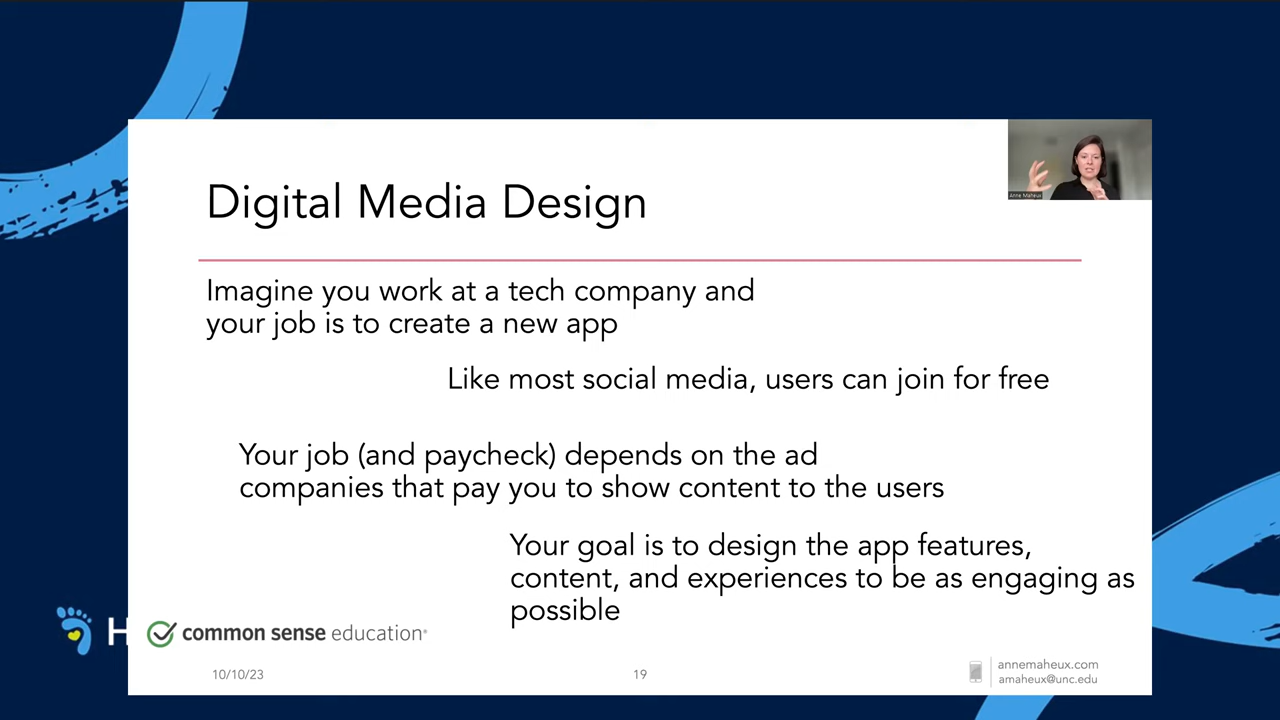 Anne Maheux
Digital Media Design
Imagine you work at a tech company and
your job is to create a new app
Like most social media, users can join for free
Your job (and paycheck) depends on the ad
companies that pay you to show content to the users
Your goal is to design the app features,
content, and experiences to be as engaging as
possible
H
common sense education®
10/10/23
19
annemaheux.com
amaheux@unc.edu